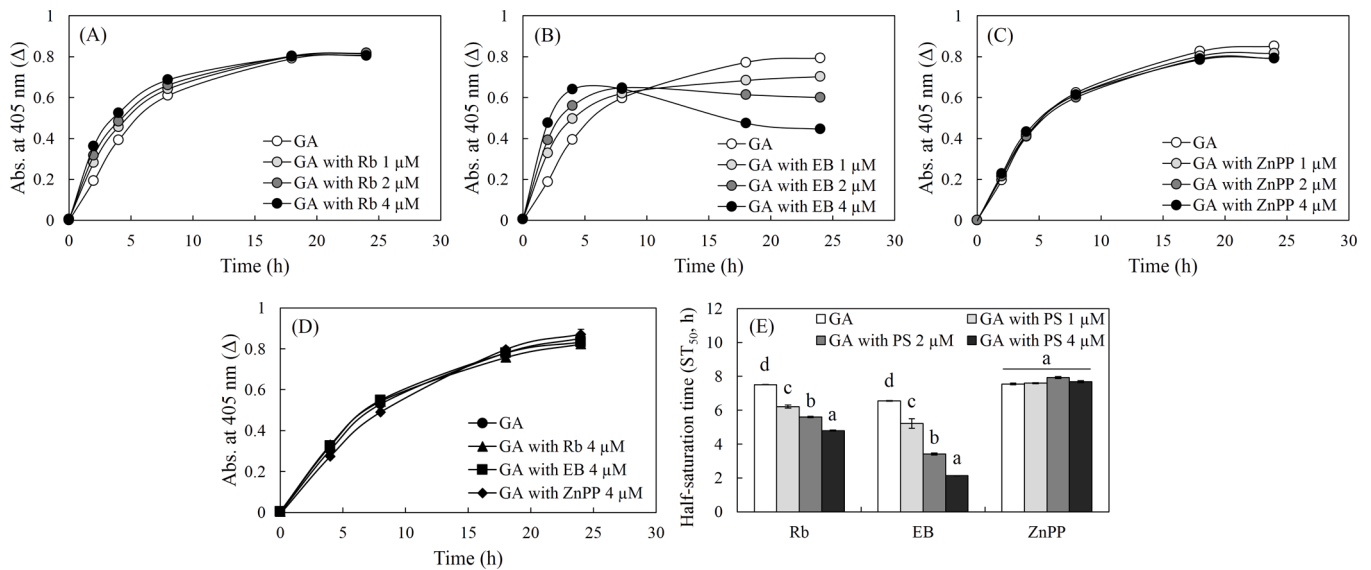 (A)
Abs. at 405 nm (Δ)
1
0.8
0.6
0.4
0.2
0
GA
GA with Rb 1 µM
GA with Rb 2 µM
GA with Rb 4 µM
0 5 10 15 20 25 30
Time (h)
(B)
Abs. at 405 nm (Δ)
1
0.8
0.6
0.4
0.2
0
GA
GA with EB 1 µM
GA with EB 2 µM
GA with EB 4 µM
0 5 10 15 20 25 30
Time (h)
(C)
Abs. at 405 nm (Δ)
1
0.8
0.6
0.4
0.2
0
GA
GA with ZnPP 1 µM
GA with ZnPP 2 µM
GA with ZnPP 4 µM
0 5 10 15 20 25 30
Time (h)
(D)
Abs. at 405 nm (Δ)
1
0.8
0.6
0.4
0.2
0
GA
GA with Rb 4 µM
GA with EB 4 µM
GA with ZnPP 4 µM
0 5 10 15 20 25 30
Time (h)
(E)
Half-saturation time (ST50, h)
12
10
8
6
4
2
0
GA GA with PS 1 µM
GA with PS 2 µM GA with PS 4 µM
d c b a
d c b a
a
Rb EB ZnPP